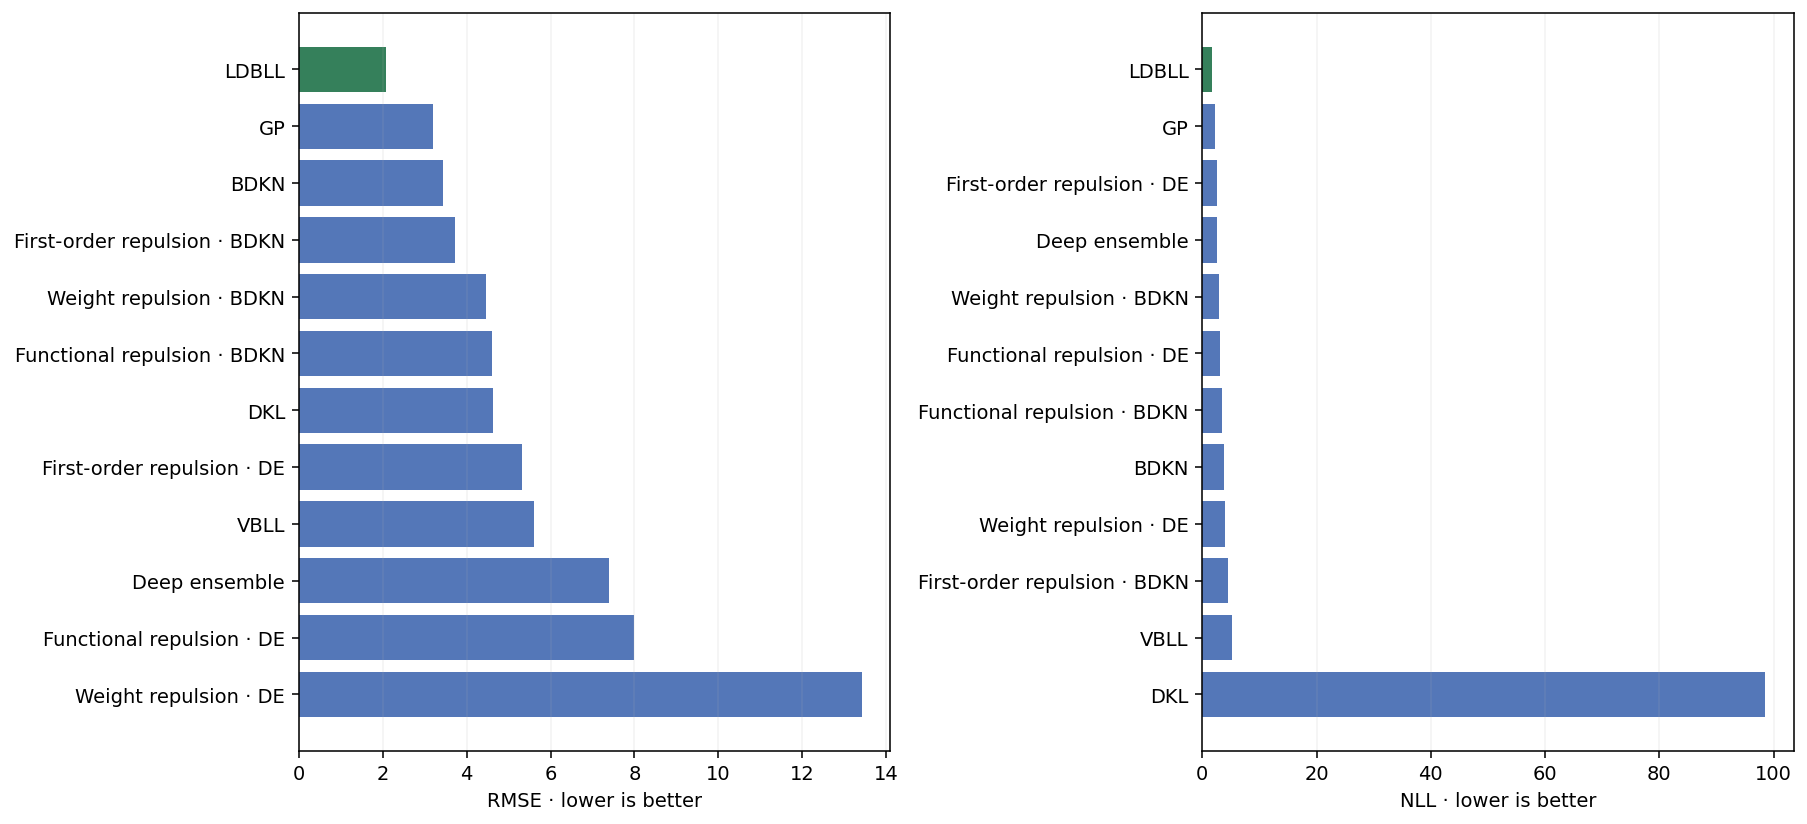 LDBLL
GP
BDKN
First-order repulsion · BDKN
Weight repulsion · BDKN
Functional repulsion · BDKN
DKL
First-order repulsion · DE
VBLL
Deep ensemble
Functional repulsion · DE
Weight repulsion · DE
0 2 4 6 8 10 12 14
RMSE · lower is better
LDBLL
GP
First-order repulsion · DE
Deep ensemble
Weight repulsion · BDKN
Functional repulsion · DE
Functional repulsion · BDKN
BDKN
Weight repulsion · DE
First-order repulsion · BDKN
VBLL
DKL
0 20 40 60 80 100
NLL · lower is better